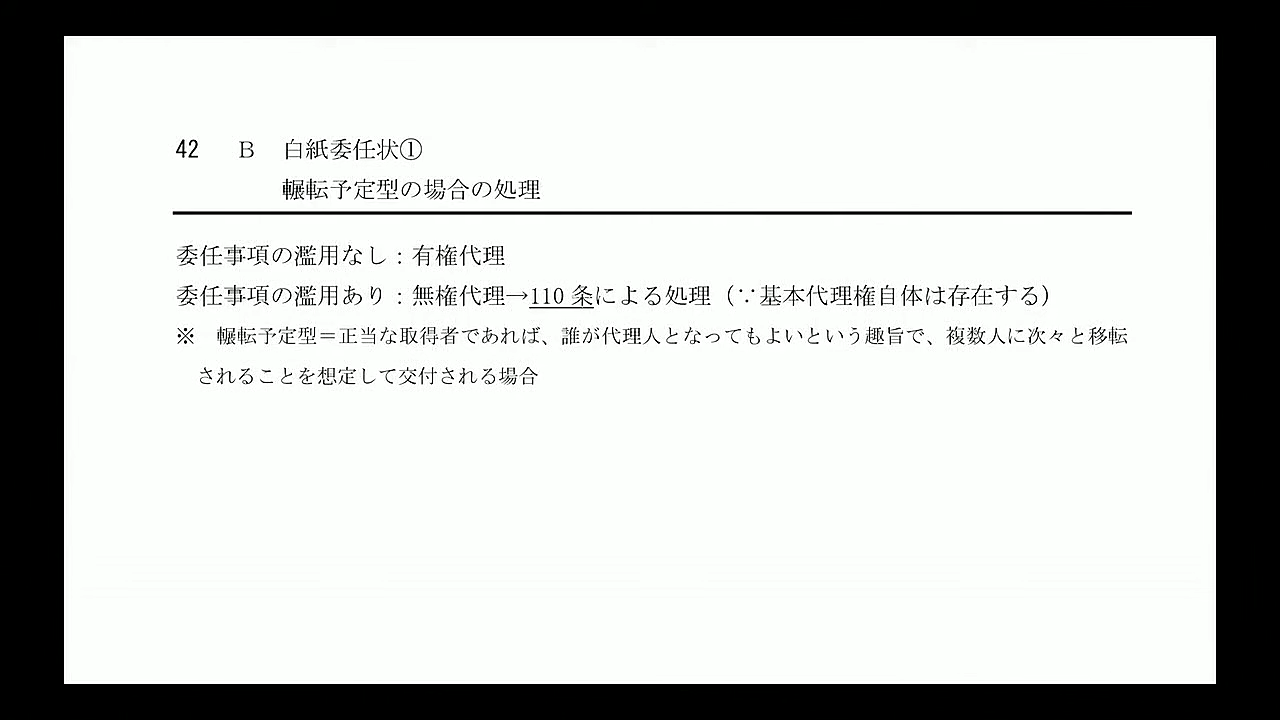 42 B 白紙委任状①
輾転予定型の場合の処理
委任事項の濫用なし：有権代理
委任事項の濫用あり：無権代理→110 条による処理（∵基本代理権自体は存在する）
※ 輾転予定型＝正当な取得者であれば、誰が代理人となってもよいという趣旨で、複数人に次々と移転
されることを想定して交付される場合